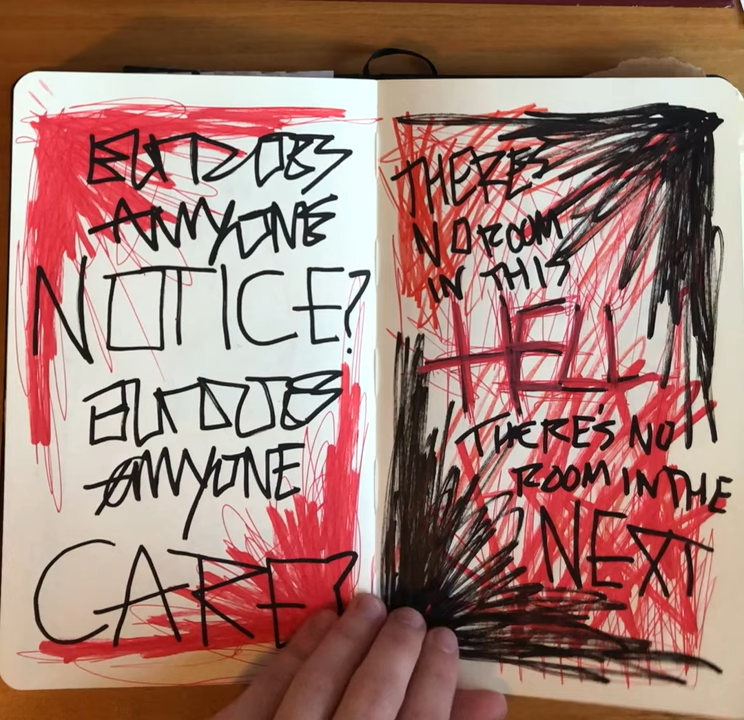 BUT DOES
ANYONE
NOTICE?
BUT DOES
ANYONE
CARE?
THERE'S
NO ROOM
IN THIS
HELL
THERE'S NO
ROOM IN THE
NEXT